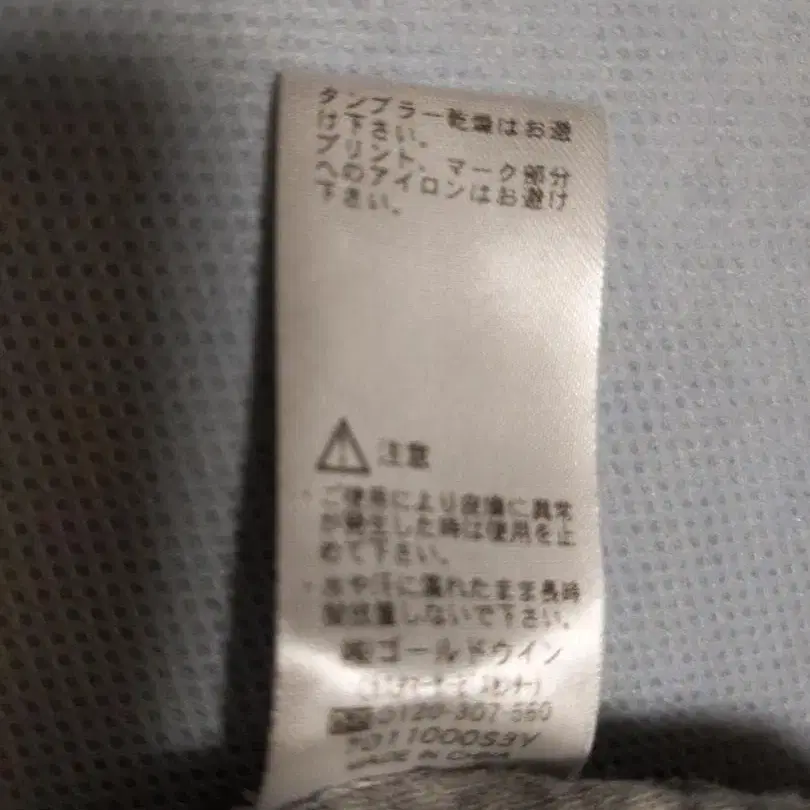 タンブラー乾燥はお避
け下さい。
プリント、マーク部分
へのアイロンはお避け
下さい。
注意
・ご使用により皮膚に異常
が発生した時は使用を止
めて下さい。
・水や汗に濡れたまま長時
間放置しないで下さい。
㈱ゴールドウイン
0120-307-560
MADE IN CHINA